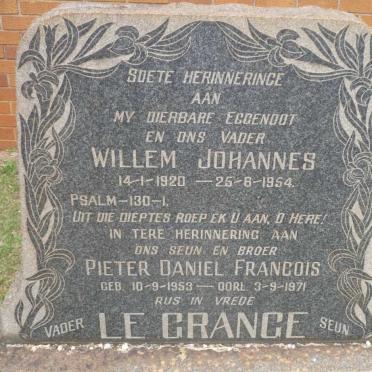 SOETE HERINNERINGE
AAN
MY DIERBARE EGGENOOT
EN ONS VADER
WILLEM JOHANNES
14-1-1920 — 25-6-1954.
PSALM-130-1.
UIT DIE DIEPTES ROEP EK U AAN, O HERE!
IN TERE HERINNERING AAN
ONS SEUN EN BROER
PIETER DANIEL FRANCOIS
GEB. 10-9-1953 — OORL. 3-9-1971
RUS IN VREDE
VADER LE GRANGE SEUN